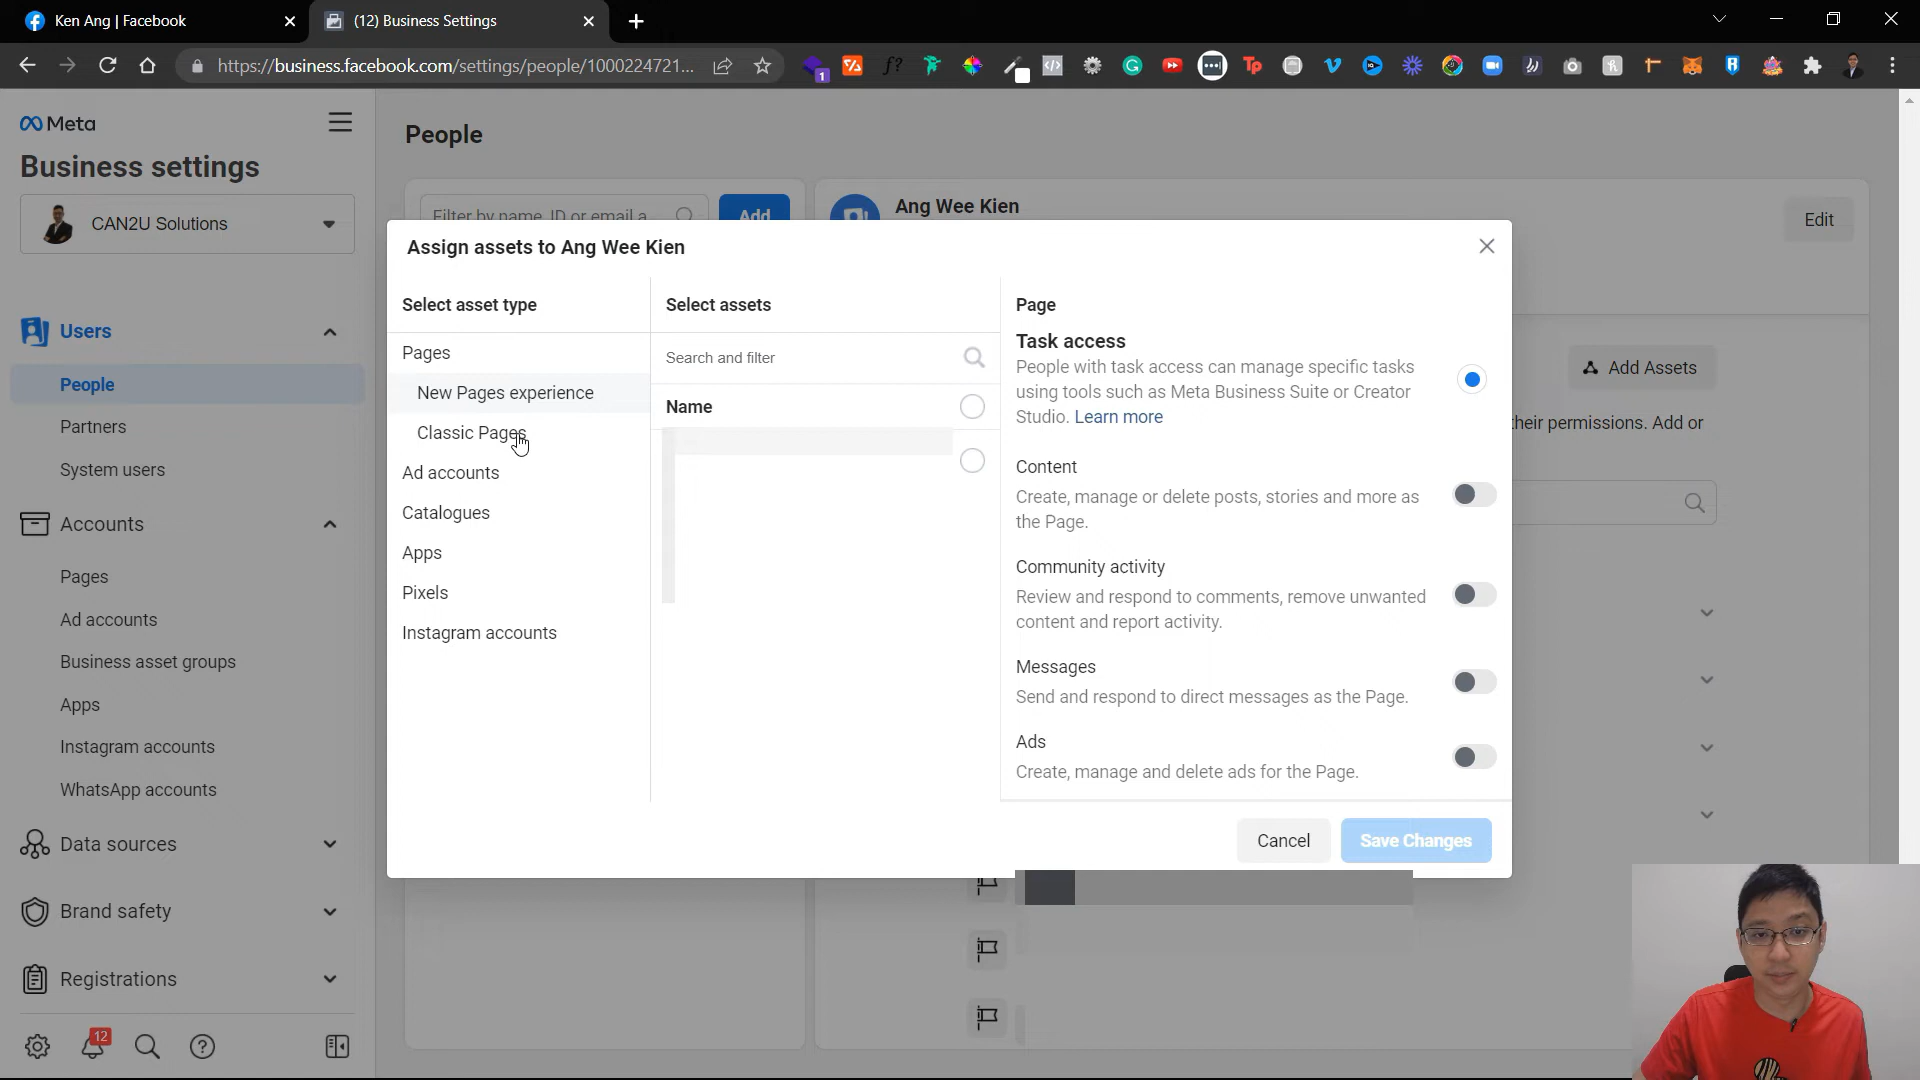 Ken Ang | Facebook
(12) Business Settings
https://business.facebook.com/settings/people/1000224721...
1
f?
Tp
Meta
Business settings
CAN2U Solutions
Users
People
Partners
System users
Accounts
Pages
Ad accounts
Business asset groups
Apps
Instagram accounts
WhatsApp accounts
Data sources
Brand safety
Registrations
12
People
Filter by name, ID or email a
Add
Ang Wee Kien
Edit
Add Assets
their permissions. Add or
Assign assets to Ang Wee Kien
Select asset type
Pages
New Pages experience
Classic Pages
Ad accounts
Catalogues
Apps
Pixels
Instagram accounts
Select assets
Search and filter
Name
Page
Task access
People with task access can manage specific tasks
using tools such as Meta Business Suite or Creator
Studio. Learn more
Content
Create, manage or delete posts, stories and more as
the Page.
Community activity
Review and respond to comments, remove unwanted
content and report activity.
Messages
Send and respond to direct messages as the Page.
Ads
Create, manage and delete ads for the Page.
Cancel
Save Changes